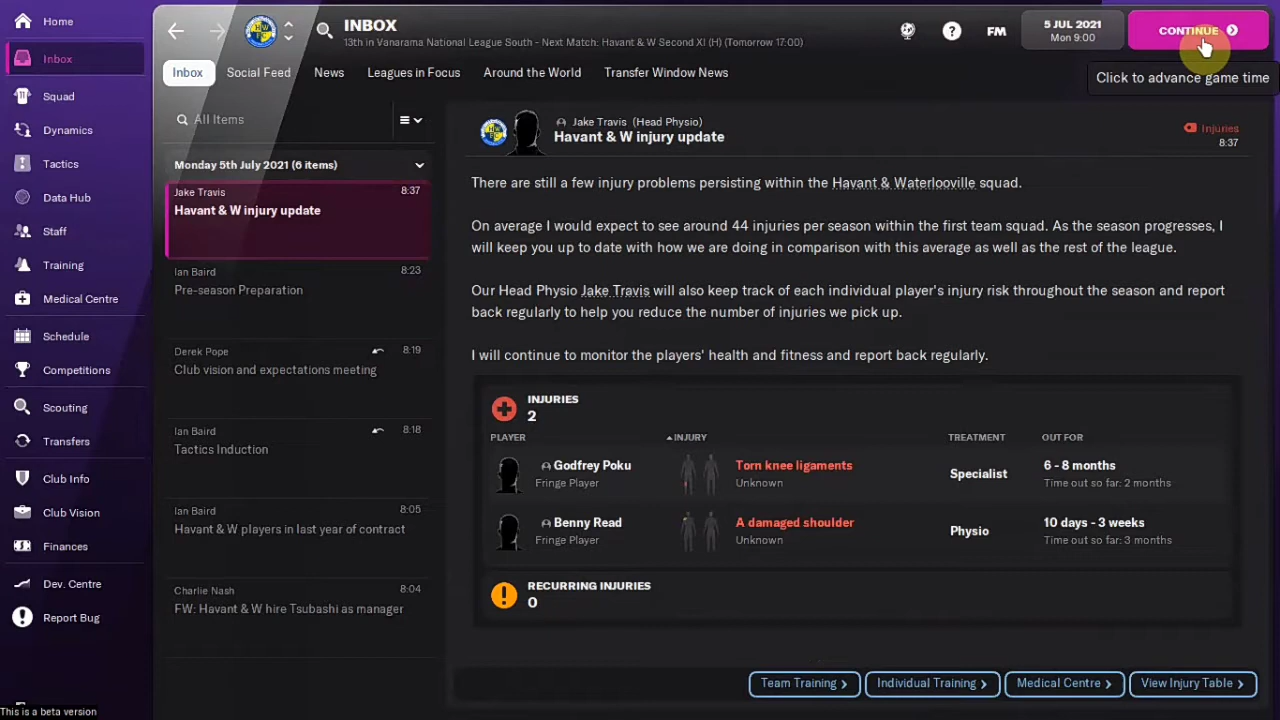 Home
Inbox
Squad
Dynamics
Tactics
Data Hub
Staff
Training
Medical Centre
Schedule
Competitions
Scouting
Transfers
Club Info
Club Vision
Finances
Dev. Centre
Report Bug
This is a beta version
INBOX
13th in Vanarama National League South - Next Match: Havant & W Second XI (H) (Tomorrow 17:00)
?
FM
5 JUL 2021
Mon 9:00
CONTINUE
Click to advance game time
Inbox
Social Feed
News
Leagues in Focus
Around the World
Transfer Window News
All Items
Monday 5th July 2021 (6 items)
Jake Travis 8:37
Havant & W injury update
Ian Baird 8:23
Pre-season Preparation
Derek Pope 8:19
Club vision and expectations meeting
Ian Baird 8:18
Tactics Induction
Ian Baird 8:05
Havant & W players in last year of contract
Charlie Nash 8:04
FW: Havant & W hire Tsubashi as manager
Jake Travis (Head Physio)
Havant & W injury update
Injuries
8:37
There are still a few injury problems persisting within the Havant & Waterlooville squad.
On average I would expect to see around 44 injuries per season within the first team squad. As the season progresses, I
will keep you up to date with how we are doing in comparison with this average as well as the rest of the league.
Our Head Physio Jake Travis will also keep track of each individual player's injury risk throughout the season and report
back regularly to help you reduce the number of injuries we pick up.
I will continue to monitor the players' health and fitness and report back regularly.
INJURIES
2
PLAYER INJURY TREATMENT OUT FOR
Godfrey Poku Torn knee ligaments Specialist 6 - 8 months
Fringe Player Unknown Time out so far: 2 months
Benny Read A damaged shoulder Physio 10 days - 3 weeks
Fringe Player Unknown Time out so far: 3 months
RECURRING INJURIES
0
Team Training
Individual Training
Medical Centre
View Injury Table